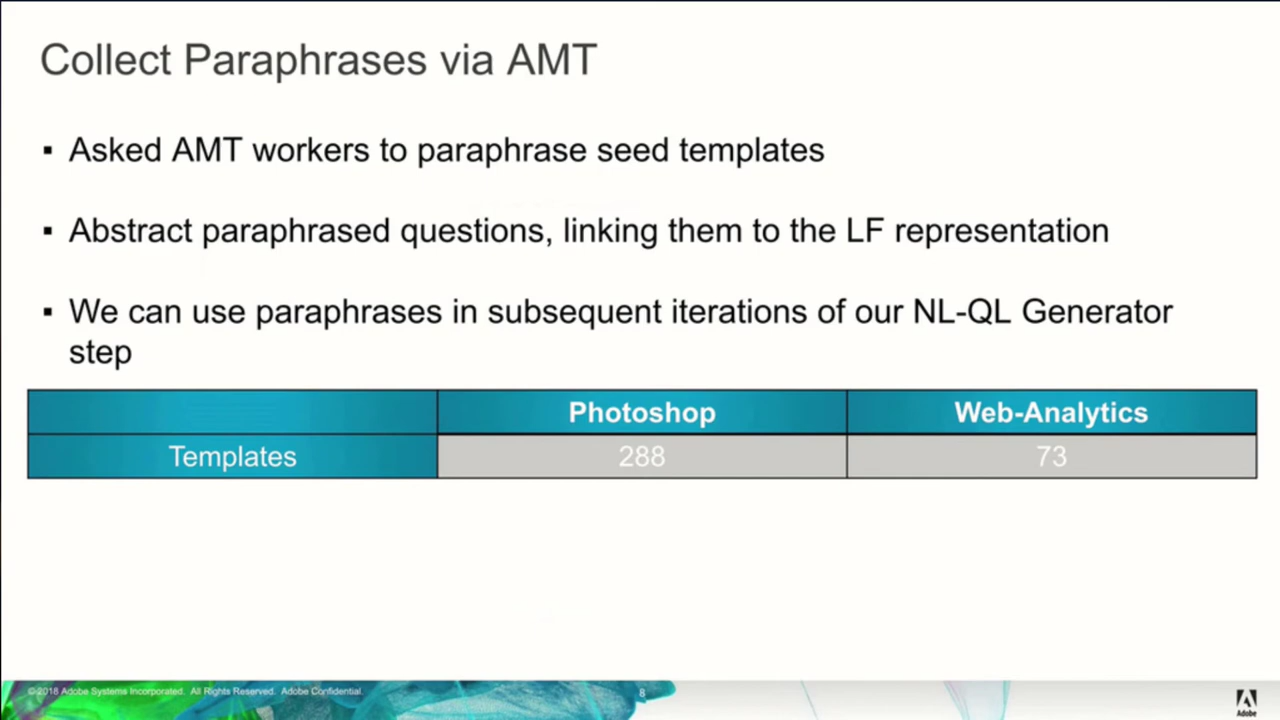 Collect Paraphrases via AMT
▪ Asked AMT workers to paraphrase seed templates
▪ Abstract paraphrased questions, linking them to the LF representation
▪ We can use paraphrases in subsequent iterations of our NL-QL Generator
step
Photoshop Web-Analytics
Templates 288 73
© 2018 Adobe Systems Incorporated. All Rights Reserved. Adobe Confidential.
8
Adobe